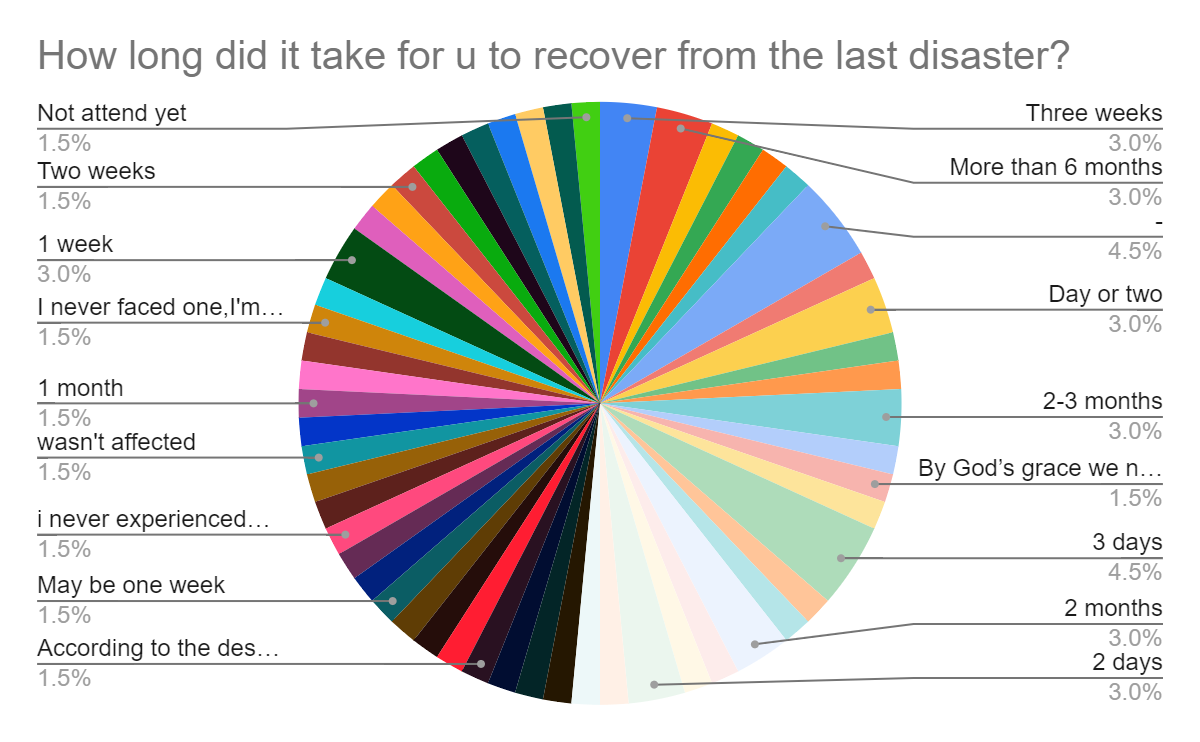 How long did it take for u to recover from the last disaster?
Not attend yet
1.5%
Two weeks
1.5%
1 week
3.0%
I never faced one,I'm…
1.5%
1 month
1.5%
wasn't affected
1.5%
i never experienced…
1.5%
May be one week
1.5%
According to the des…
1.5%
Three weeks
3.0%
More than 6 months
3.0%
-
4.5%
Day or two
3.0%
2-3 months
3.0%
By God’s grace we n…
1.5%
3 days
4.5%
2 months
3.0%
2 days
3.0%